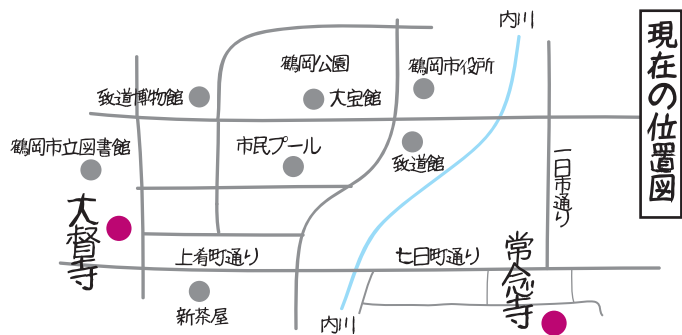 現在の位置図
内川
鶴岡公園
鶴岡市役所
致道博物館
大宝館
鶴岡市立図書館
市民プール
致道館
一日市通り
大督寺
上肴町通り
七日町通り
常念寺
新茶屋
内川